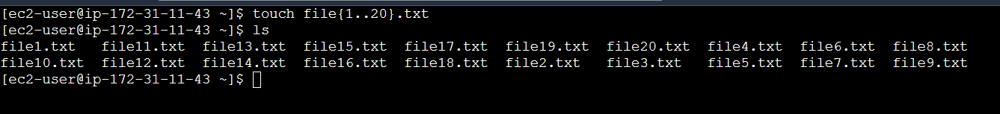 [ec2-user@ip-172-31-11-43 ~]$ touch file{1..20}.txt
[ec2-user@ip-172-31-11-43 ~]$ ls
file1.txt   file11.txt  file13.txt  file15.txt  file17.txt  file19.txt  file20.txt  file4.txt  file6.txt  file8.txt
file10.txt  file12.txt  file14.txt  file16.txt  file18.txt  file2.txt   file3.txt   file5.txt  file7.txt  file9.txt
[ec2-user@ip-172-31-11-43 ~]$